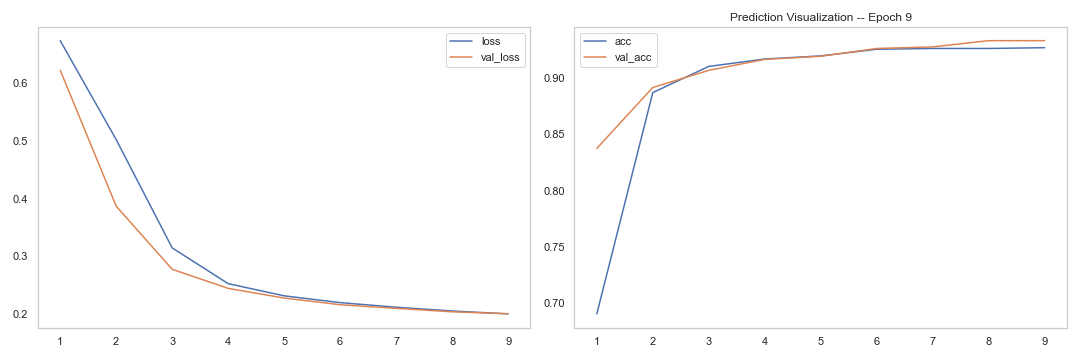 loss
val_loss
0.6
0.5
0.4
0.3
0.2
1 2 3 4 5 6 7 8 9
Prediction Visualization -- Epoch 9
acc
val_acc
0.90
0.85
0.80
0.75
0.70
1 2 3 4 5 6 7 8 9